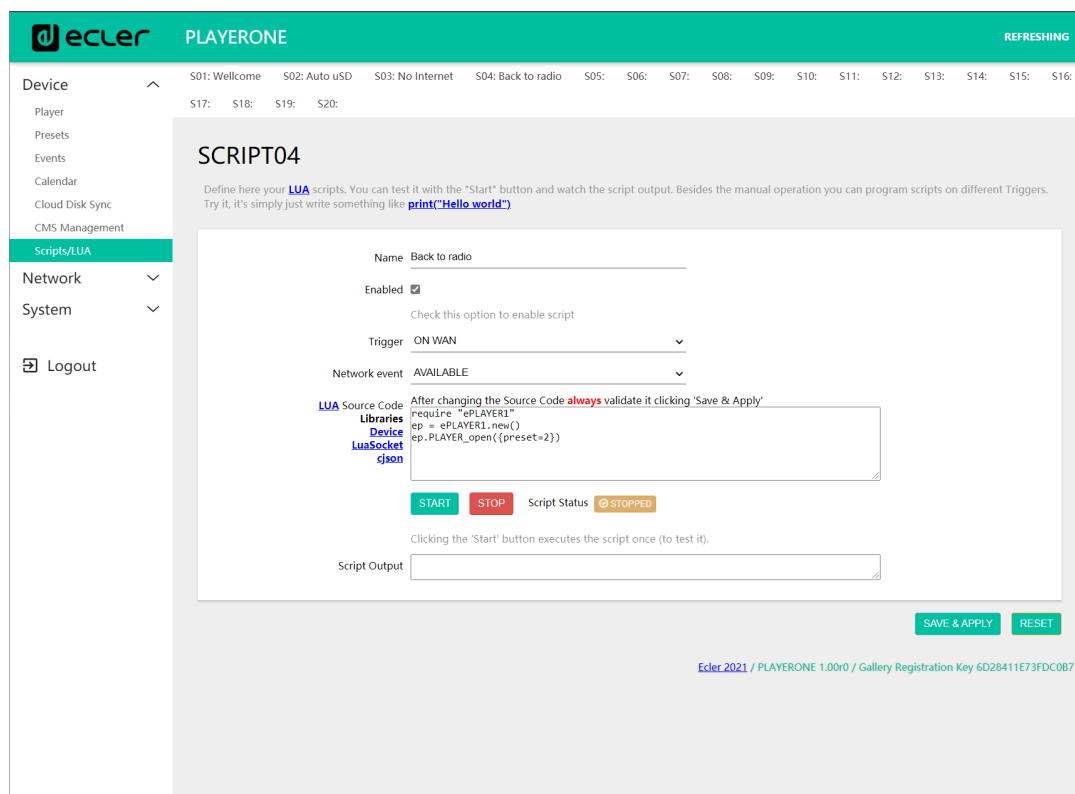 ecler
PLAYERONE
REFRESHING
Device
Player
Presets
Events
Calendar
Cloud Disk Sync
CMS Management
Scripts/LUA
Network
System
Logout
S01: Wellcome S02: Auto uSD S03: No Internet S04: Back to radio S05: S06: S07: S08: S09: S10: S11: S12: S13: S14: S15: S16:
S17: S18: S19: S20:
SCRIPT04
Define here your LUA scripts. You can test it with the "Start" button and watch the script output. Besides the manual operation you can program scripts on different Triggers.
Try it, it's simply just write something like print("Hello world")
Name Back to radio
Enabled
Check this option to enable script
Trigger ON WAN
Network event AVAILABLE
LUA Source Code
Libraries
Device
LuaSocket
cjson
After changing the Source Code always validate it clicking 'Save & Apply'
require "ePLAYER1"
ep = ePLAYER1.new()
ep.PLAYER_open({preset=2})
START STOP Script Status STOPPED
Clicking the 'Start' button executes the script once (to test it).
Script Output
SAVE & APPLY RESET
Ecler 2021 / PLAYERONE 1.00r0 / Gallery Registration Key 6D28411E73FDC0B7